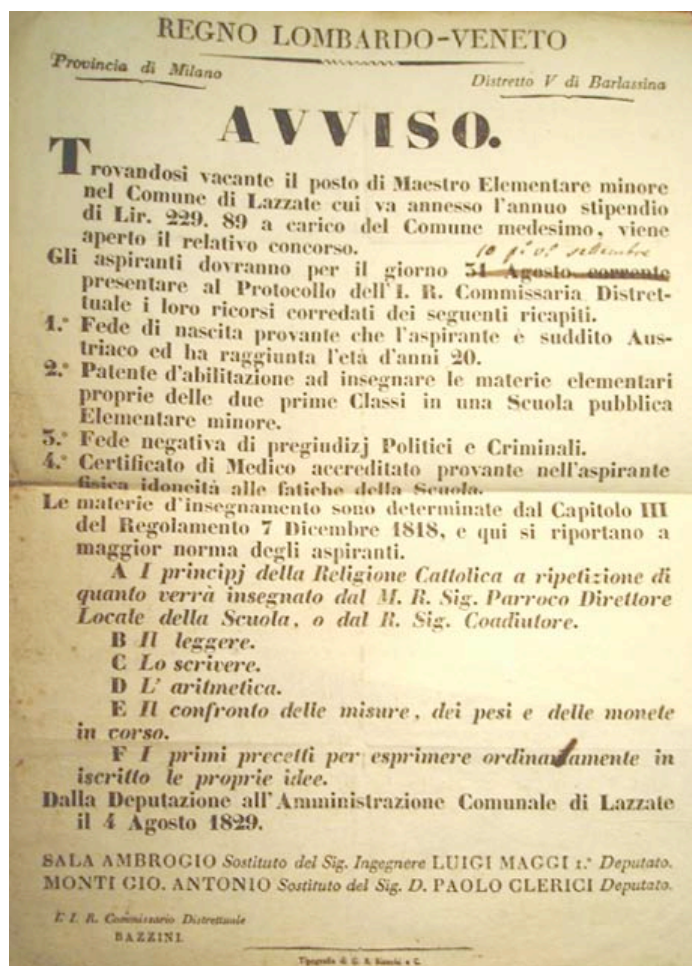 REGNO LOMBARDO-VENETO
Provincia di Milano
Distretto V di Barlassina
AVVISO.
Trovandosi vacante il posto di Maestro Elementare minore
nel Comune di Lazzate cui va annesso l'annuo stipendio
di Lir. 229. 89 a carico del Comune medesimo, viene
aperto il relativo concorso.
10 settembre
Gli aspiranti dovranno per il giorno 31 Agosto corrente
presentare al Protocollo dell'I. R. Commissaria Distret-
tuale i loro ricorsi corredati dei seguenti ricapiti.
1.° Fede di nascita provante che l'aspirante è suddito Aus-
triaco ed ha raggiunta l'età d'anni 20.
2.° Patente d'abilitazione ad insegnare le materie elementari
proprie delle due prime Classi in una Scuola pubblica
Elementare minore.
3.° Fede negativa di pregiudizj Politici e Criminali.
4.° Certificato di Medico accreditato provante nell'aspirante
fisica idoneità alle fatiche della Scuola.
Le materie d'insegnamento sono determinate dal Capitolo III
del Regolamento 7 Dicembre 1818, e qui si riportano a
maggior norma degli aspiranti.
A I principj della Religione Cattolica a ripetizione di
quanto verrà insegnato dal M. R. Sig. Parroco Direttore
Locale della Scuola, o dal R. Sig. Coadiutore.
B Il leggere.
C Lo scrivere.
D L' aritmetica.
E Il confronto delle misure, dei pesi e delle monete
in corso.
F I primi precetti per esprimere ordinatamente in
iscritto le proprie idee.
Dalla Deputazione all'Amministrazione Comunale di Lazzate
il 4 Agosto 1829.
SALA AMBROGIO Sostituto del Sig. Ingegnere LUIGI MAGGI 1.° Deputato.
MONTI GIO. ANTONIO Sostituto del Sig. D. PAOLO CLERICI Deputato.
L' I. R. Commissario Distrettuale
BAZZINI.
Tipografia di G. B. Bianchi e C.